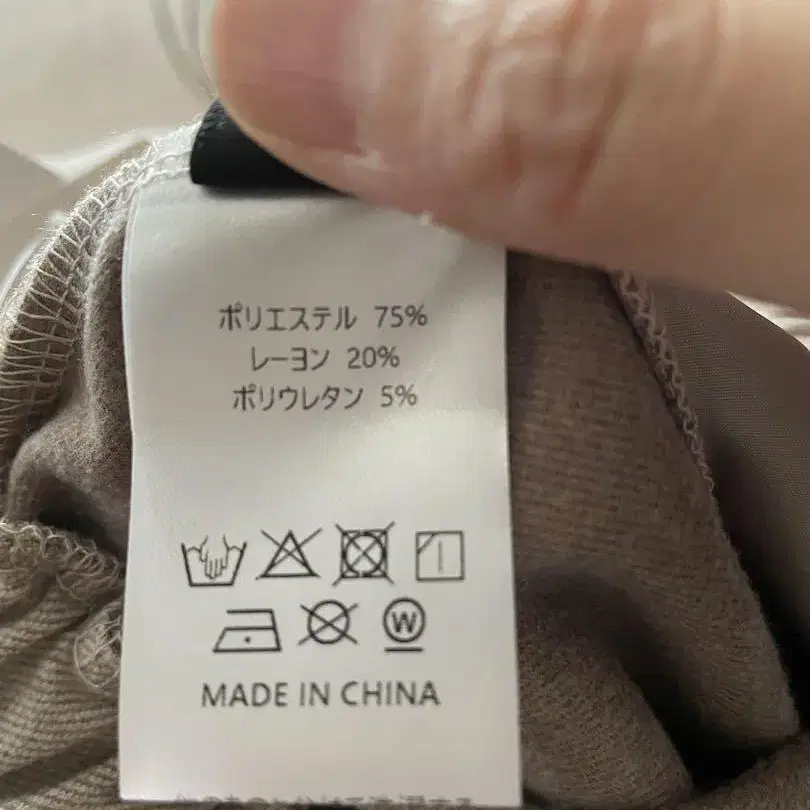 ポリエステル 75%
レーヨン 20%
ポリウレタン 5%
W
MADE IN CHINA